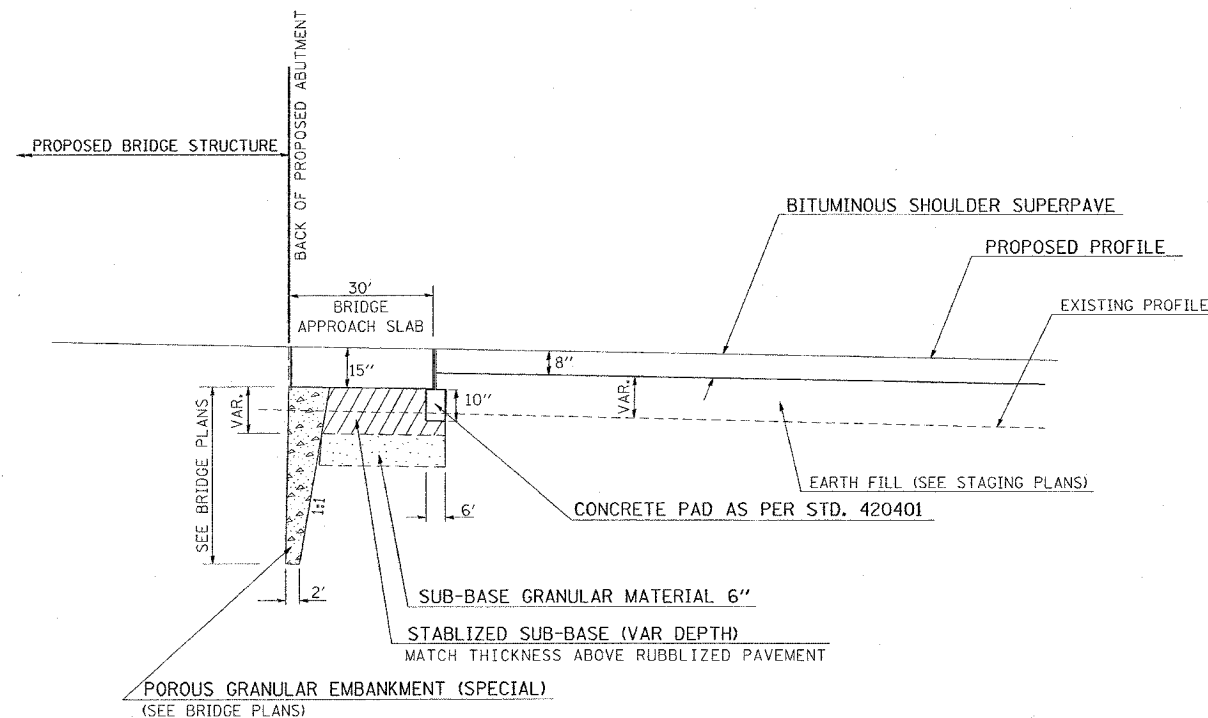 BACK OF PROPOSED ABUTMENT
PROPOSED BRIDGE STRUCTURE
BITUMINOUS SHOULDER SUPERPAVE
PROPOSED PROFILE
30'
BRIDGE
APPROACH SLAB
EXISTING PROFILE
15"
8"
SEE BRIDGE PLANS
VAR.
10"
VAR.
EARTH FILL (SEE STAGING PLANS)
1:1
6'
CONCRETE PAD AS PER STD. 420401
2'
SUB-BASE GRANULAR MATERIAL 6"
STABLIZED SUB-BASE (VAR DEPTH)
MATCH THICKNESS ABOVE RUBBLIZED PAVEMENT
POROUS GRANULAR EMBANKMENT (SPECIAL)
(SEE BRIDGE PLANS)